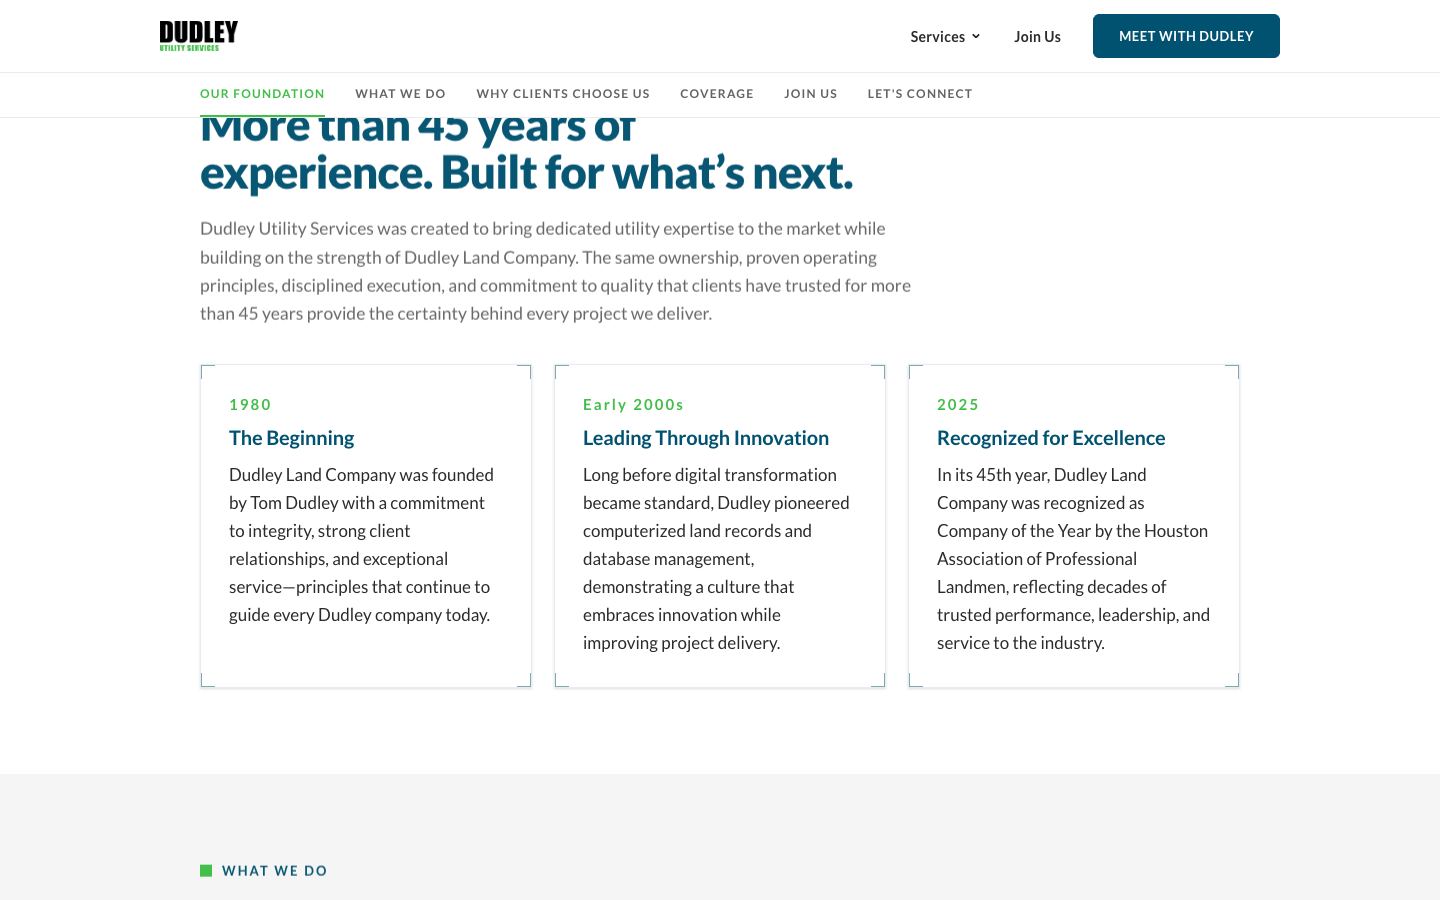 DUDLEY
UTILITY SERVICES
Services
Join Us
MEET WITH DUDLEY
OUR FOUNDATION
WHAT WE DO
WHY CLIENTS CHOOSE US
COVERAGE
JOIN US
LET'S CONNECT
More than 45 years of
experience. Built for what’s next.
Dudley Utility Services was created to bring dedicated utility expertise to the market while
building on the strength of Dudley Land Company. The same ownership, proven operating
principles, disciplined execution, and commitment to quality that clients have trusted for more
than 45 years provide the certainty behind every project we deliver.
1980
The Beginning
Dudley Land Company was founded
by Tom Dudley with a commitment
to integrity, strong client
relationships, and exceptional
service—principles that continue to
guide every Dudley company today.
Early 2000s
Leading Through Innovation
Long before digital transformation
became standard, Dudley pioneered
computerized land records and
database management,
demonstrating a culture that
embraces innovation while
improving project delivery.
2025
Recognized for Excellence
In its 45th year, Dudley Land
Company was recognized as
Company of the Year by the Houston
Association of Professional
Landmen, reflecting decades of
trusted performance, leadership, and
service to the industry.
WHAT WE DO